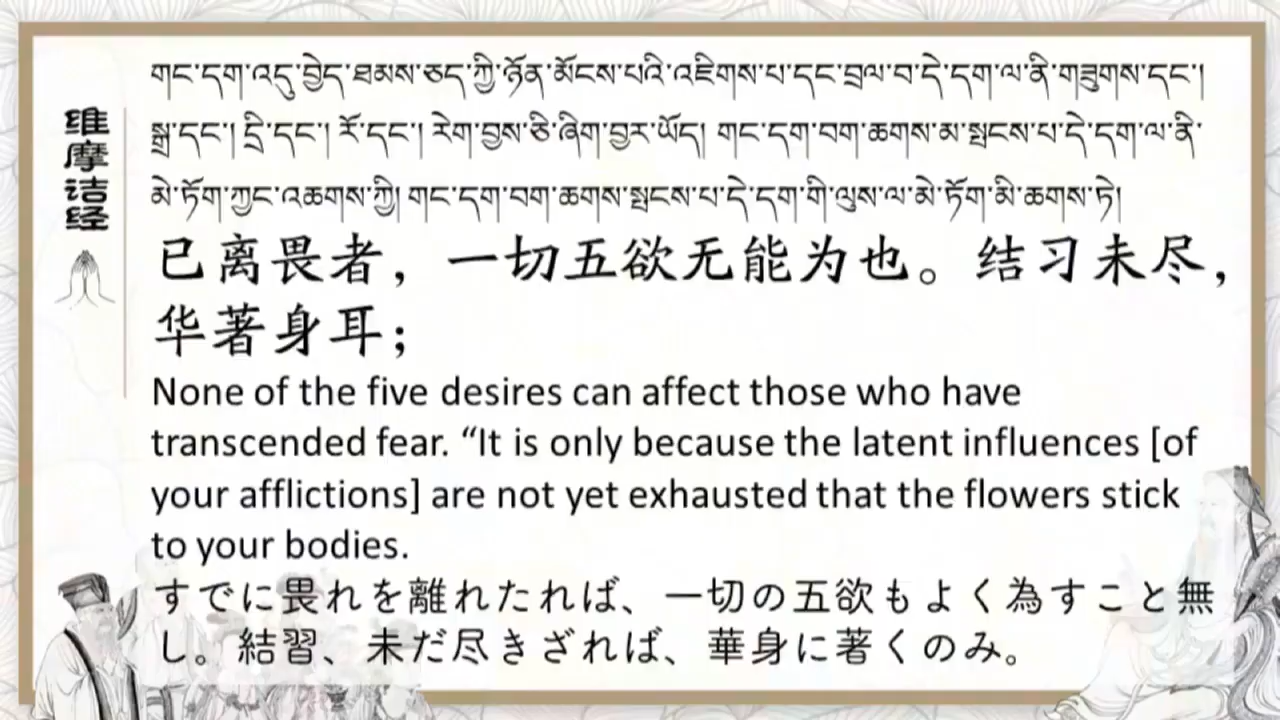 维摩诘经
གང་དག་འདུ་བྱེད་ཐམས་ཅད་ཀྱི་ཉོན་མོངས་པའི་འཇིགས་པ་དང་བྲལ་བ་དེ་དག་ལ་ནི་གཟུགས་དང་།
སྒྲ་དང་། དྲི་དང་། རོ་དང་། རེག་བྱས་ཅི་ཞིག་བྱར་ཡོད། གང་དག་བག་ཆགས་མ་སྤངས་པ་དེ་དག་ལ་ནི་
མེ་ཏོག་ཀྱང་འཆགས་ཀྱི། གང་དག་བག་ཆགས་སྤངས་པ་དེ་དག་གི་ལུས་ལ་མེ་ཏོག་མི་ཆགས་ཏེ།
已离畏者，一切五欲无能为也。结习未尽，
华著身耳；
None of the five desires can affect those who have
transcended fear. “It is only because the latent influences [of
your afflictions] are not yet exhausted that the flowers stick
to your bodies.
すでに畏れを離れたれば、一切の五欲もよく為すこと無
し。結習、未だ尽きざれば、華身に著くのみ。